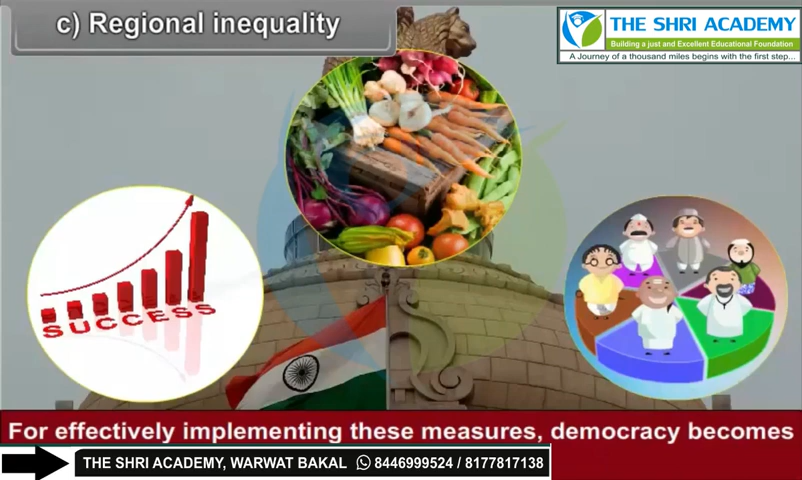 c) Regional inequality
THE SHRI ACADEMY
Building a just and Excellent Educational Foundation
A Journey of a thousand miles begins with the first step...
SUCCESS
For effectively implementing these measures, democracy becomes
THE SHRI ACADEMY, WARWAT BAKAL 8446999524 / 8177817138